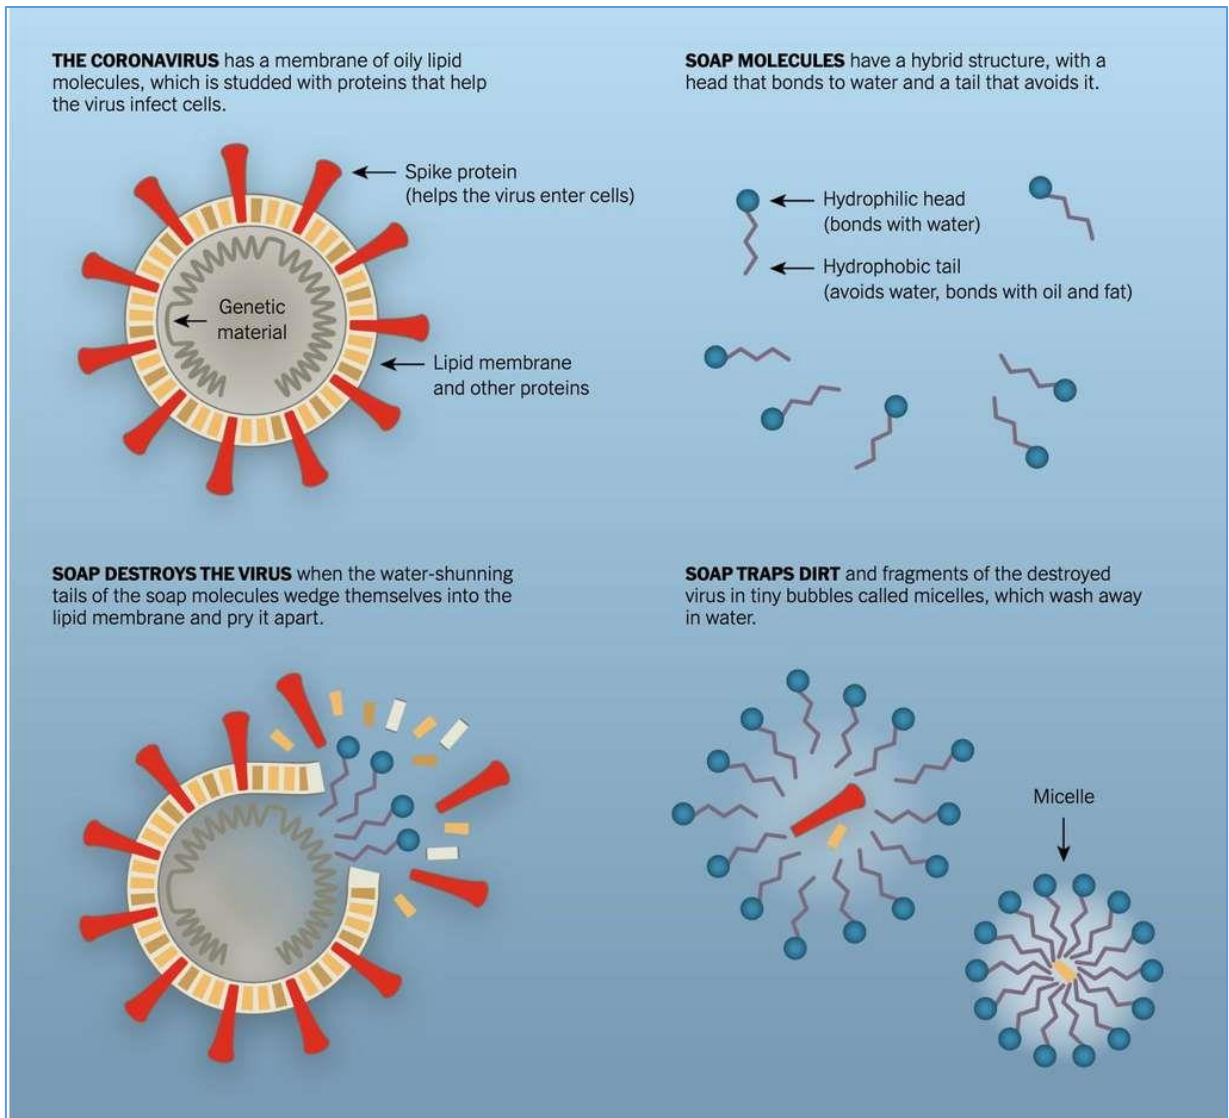 THE CORONAVIRUS has a membrane of oily lipid
molecules, which is studded with proteins that help
the virus infect cells.
Spike protein
(helps the virus enter cells)
Genetic
material
Lipid membrane
and other proteins
SOAP MOLECULES have a hybrid structure, with a
head that bonds to water and a tail that avoids it.
Hydrophilic head
(bonds with water)
Hydrophobic tail
(avoids water, bonds with oil and fat)
SOAP DESTROYS THE VIRUS when the water-shunning
tails of the soap molecules wedge themselves into the
lipid membrane and pry it apart.
SOAP TRAPS DIRT and fragments of the destroyed
virus in tiny bubbles called micelles, which wash away
in water.
Micelle